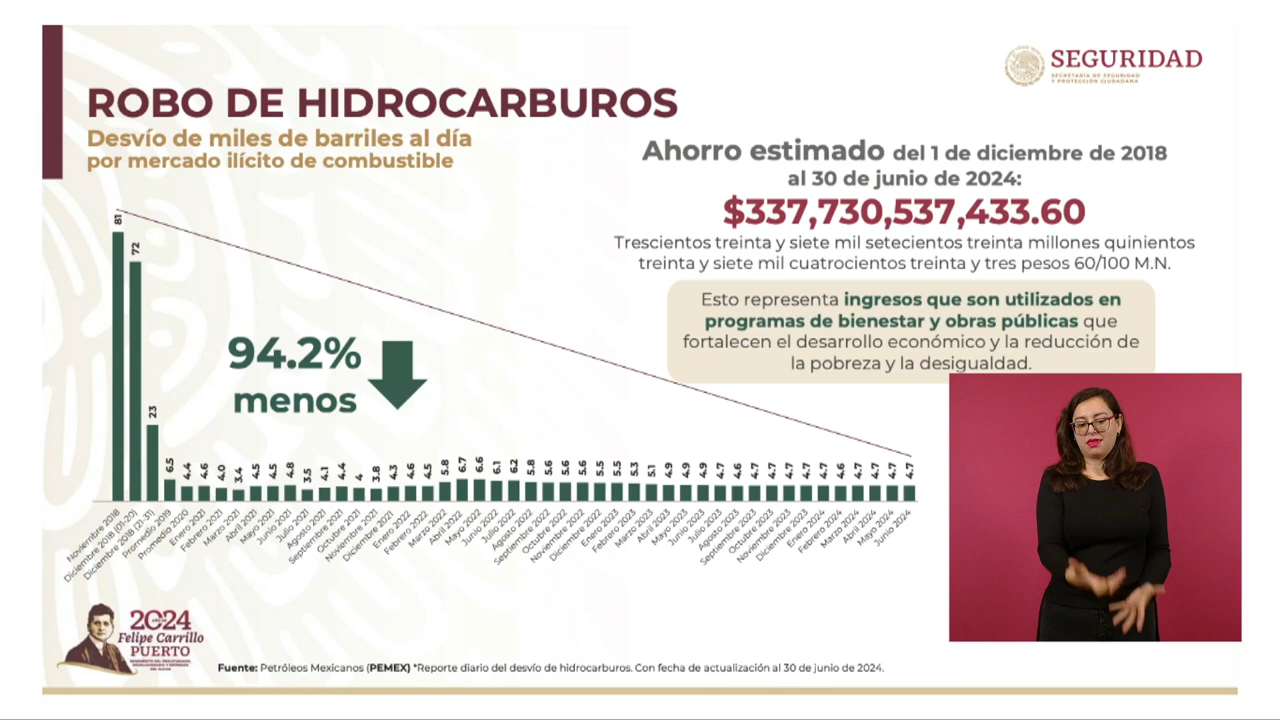 SEGURIDAD
SECRETARÍA DE SEGURIDAD
Y PROTECCIÓN CIUDADANA
ROBO DE HIDROCARBUROS
Desvío de miles de barriles al día
por mercado ilícito de combustible
Ahorro estimado del 1 de diciembre de 2018
al 30 de junio de 2024:
$337,730,537,433.60
Trescientos treinta y siete mil setecientos treinta millones quinientos
treinta y siete mil cuatrocientos treinta y tres pesos 60/100 M.N.
Esto representa ingresos que son utilizados en
programas de bienestar y obras públicas que
fortalecen el desarrollo económico y la reducción de
la pobreza y la desigualdad.
94.2%
menos
81 72 23 6.5 4.4 4.6 4.0 3.4 4.5 4.5 4.8 3.5 4.1 4.4 4 3.8 4.3 4.6 4.5 5.8 6.7 6.6 6.1 6.2 5.8 5.6 5.6 5.6 5.5 5.5 5.3 5.1 4.9 4.9 4.9 4.7 4.6 4.7 4.7 4.7 4.7 4.7 4.6 4.7 4.7 4.7 4.7
Noviembre 2018
Diciembre 2018 (01-20)
Diciembre 2018 (21-31)
Promedio 2019
Promedio 2020
Enero 2021
Febrero 2021
Marzo 2021
Abril 2021
Mayo 2021
Junio 2021
Julio 2021
Agosto 2021
Septiembre 2021
Octubre 2021
Noviembre 2021
Diciembre 2021
Enero 2022
Febrero 2022
Marzo 2022
Abril 2022
Mayo 2022
Junio 2022
Julio 2022
Agosto 2022
Septiembre 2022
Octubre 2022
Noviembre 2022
Diciembre 2022
Enero 2023
Febrero 2023
Marzo 2023
Abril 2023
Mayo 2023
Junio 2023
Julio 2023
Agosto 2023
Septiembre 2023
Octubre 2023
Noviembre 2023
Diciembre 2023
Enero 2024
Febrero 2024
Marzo 2024
Abril 2024
Mayo 2024
Junio 2024
2024
Felipe Carrillo
PUERTO
Fuente: Petróleos Mexicanos (PEMEX) *Reporte diario del desvío de hidrocarburos. Con fecha de actualización al 30 de junio de 2024.